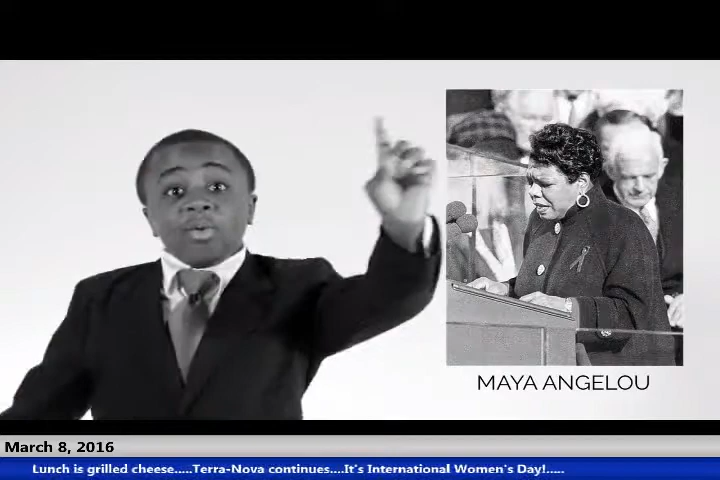 MAYA ANGELOU
March 8, 2016
Lunch is grilled cheese.....Terra-Nova continues....It's International Women's Day!.....